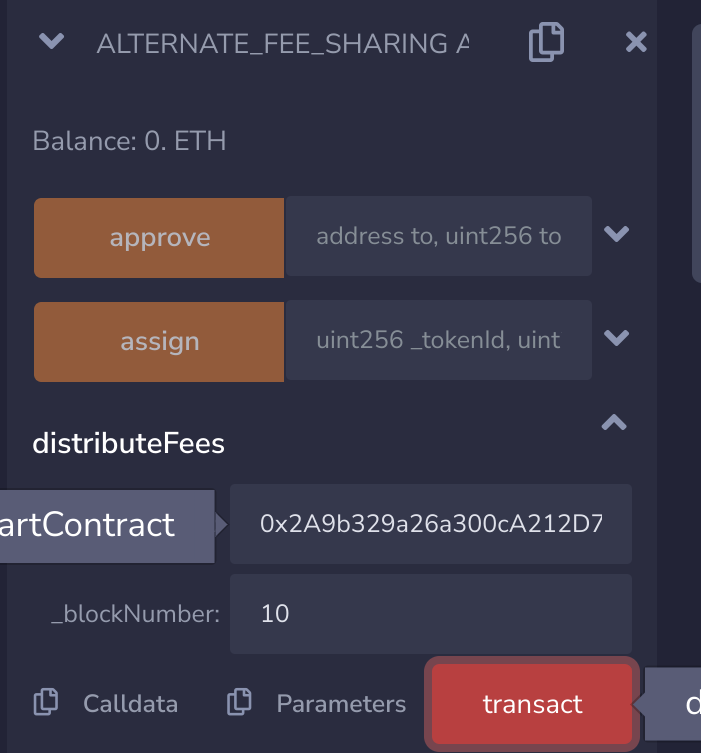 ALTERNATE_FEE_SHARING A
Balance: 0. ETH
approve address to, uint256 to
assign uint256 _tokenId, uint
distributeFees
artContract 0x2A9b329a26a300cA212D7
_blockNumber: 10
Calldata Parameters transact d